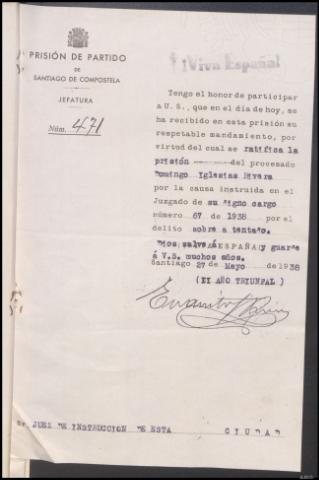 PRISIÓN DE PARTIDO
DE
SANTIAGO DE COMPOSTELA
JEFATURA
Núm. 471
¡Viva España!
Tengo el honor de participar
a U. S., que en el día de hoy, se
ha recibido en esta prisión su
respetable mandamiento, por
virtud del cual se ratifica la
prisión del procesado
Domingo Iglesias Rivera
por la causa instruida en el
Juzgado de su digno cargo
número 67 de 1938 por el
delito sobre atentado.
Dios salve a ESPAÑA y guarde
á V.S. muchos años.
Santiago 27 de Mayo de 1938
(II AÑO TRIUNFAL)
JUEZ DE INSTRUCCION DE ESTA CIUDAD